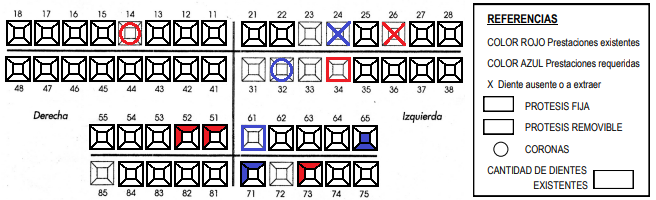 18 17 16 15 14 13 12 11 21 22 23 24 25 26 27 28
48 47 46 45 44 43 42 41 31 32 33 34 35 36 37 38
Derecha Izquierda
55 54 53 52 51 61 62 63 64 65
85 84 83 82 81 71 72 73 74 75
REFERENCIAS
COLOR ROJO Prestaciones existentes
COLOR AZUL Prestaciones requeridas
X Diente ausente o a extraer
PROTESIS FIJA
PROTESIS REMOVIBLE
CORONAS
CANTIDAD DE DIENTES
EXISTENTES